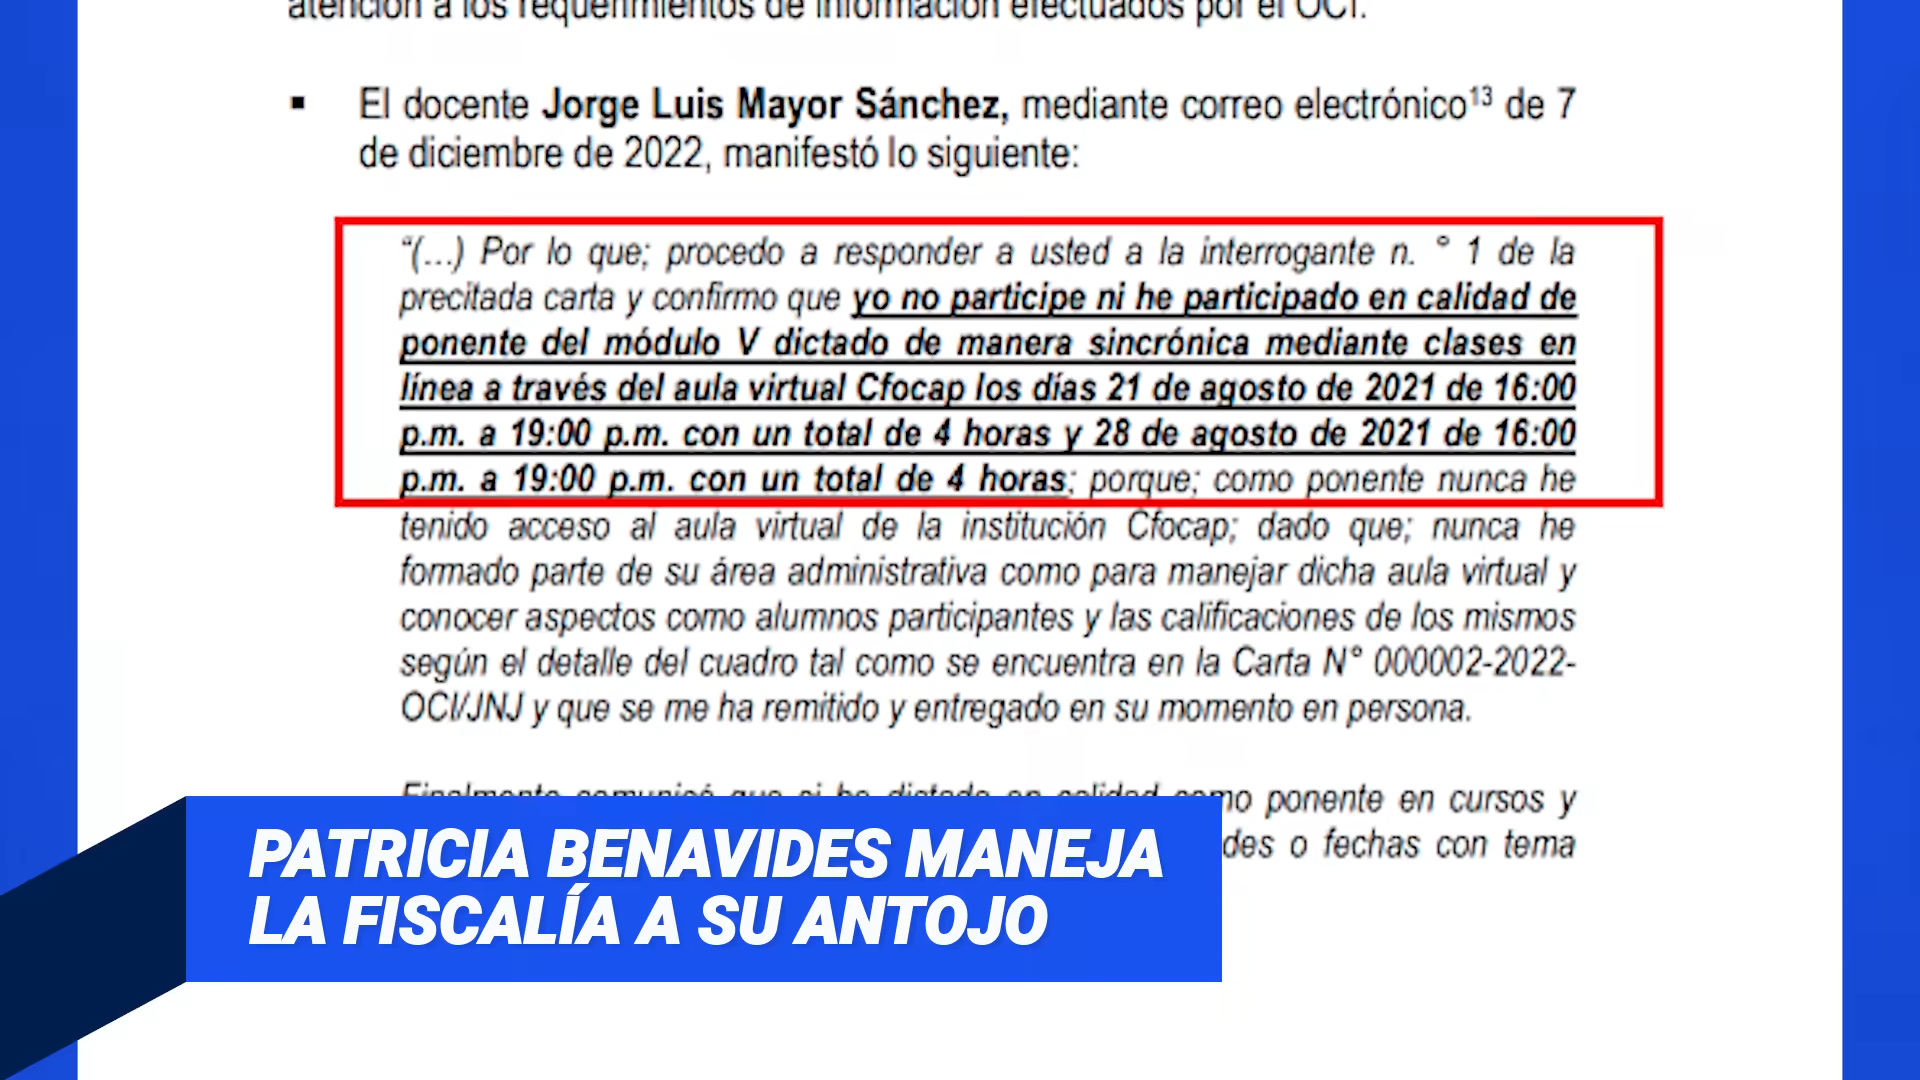 atención a los requerimientos de información efectuados por el OCI.
▪ El docente Jorge Luis Mayor Sánchez, mediante correo electrónico¹³ de 7
de diciembre de 2022, manifestó lo siguiente:
“(...) Por lo que; procedo a responder a usted a la interrogante n. ° 1 de la
precitada carta y confirmo que yo no participe ni he participado en calidad de
ponente del módulo V dictado de manera sincrónica mediante clases en
línea a través del aula virtual Cfocap los días 21 de agosto de 2021 de 16:00
p.m. a 19:00 p.m. con un total de 4 horas y 28 de agosto de 2021 de 16:00
p.m. a 19:00 p.m. con un total de 4 horas; porque; como ponente nunca he
tenido acceso al aula virtual de la institución Cfocap; dado que; nunca he
formado parte de su área administrativa como para manejar dicha aula virtual y
conocer aspectos como alumnos participantes y las calificaciones de los mismos
según el detalle del cuadro tal como se encuentra en la Carta N° 000002-2022-
OCI/JNJ y que se me ha remitido y entregado en su momento en persona.
Finalmente comunicó que si he dictado en calidad como ponente en cursos y
des o fechas con tema
PATRICIA BENAVIDES MANEJA
LA FISCALÍA A SU ANTOJO